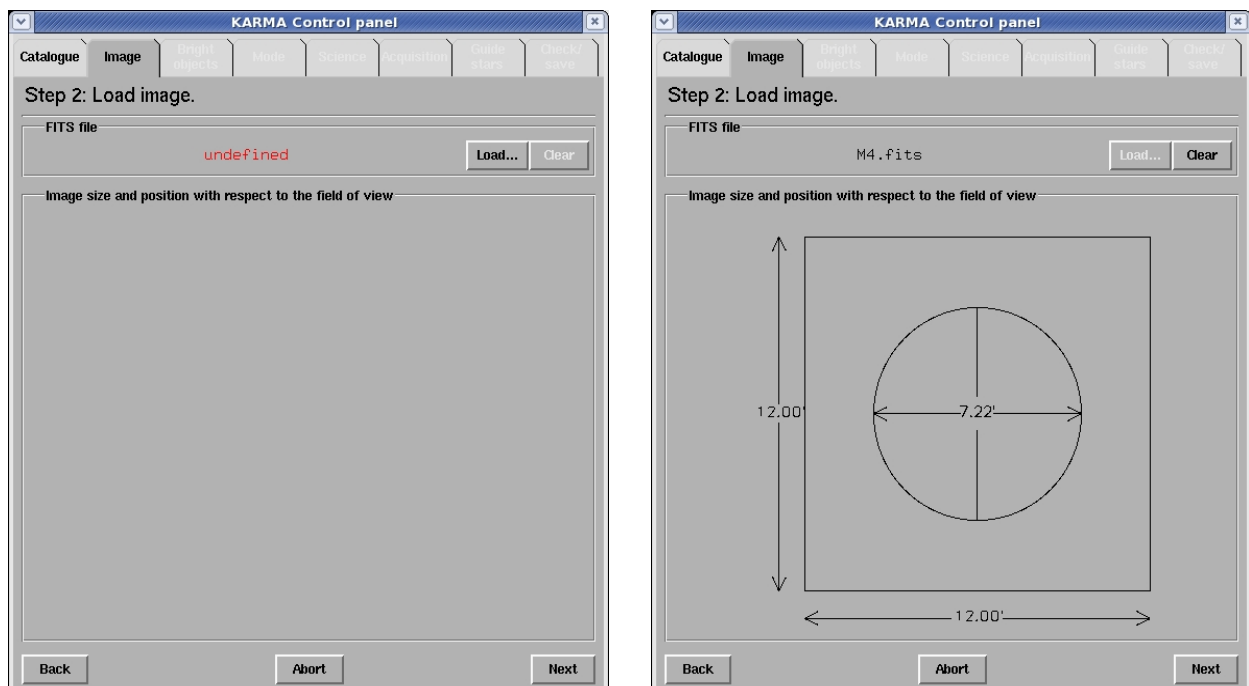 KARMA Control panel
Catalogue Image Bright objects Mode Science Acquisition Guide stars Check/ save
Step 2: Load image.
FITS file
undefined Load... Clear
Image size and position with respect to the field of view
Back Abort Next
KARMA Control panel
Catalogue Image Bright objects Mode Science Acquisition Guide stars Check/ save
Step 2: Load image.
FITS file
M4.fits Load... Clear
Image size and position with respect to the field of view
12.00'
7.22'
12.00'
Back Abort Next